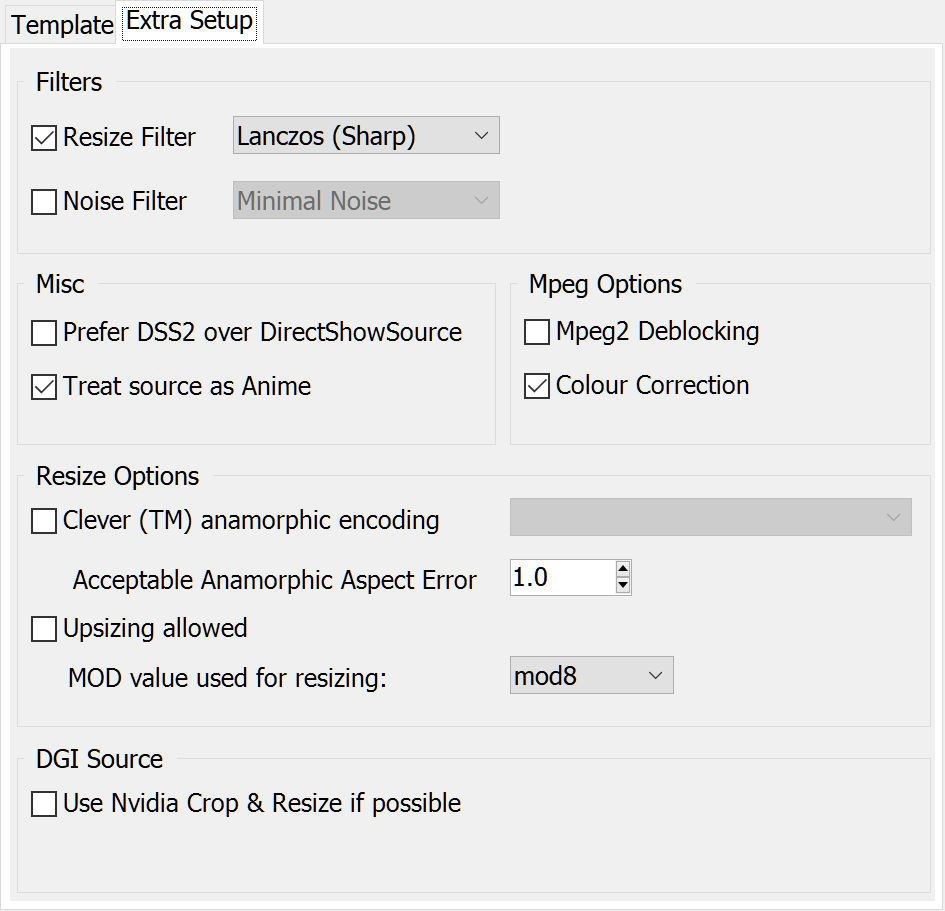 Template Extra Setup
Filters
Resize Filter Lanczos (Sharp)
Noise Filter Minimal Noise
Misc
Prefer DSS2 over DirectShowSource
Treat source as Anime
Mpeg Options
Mpeg2 Deblocking
Colour Correction
Resize Options
Clever (TM) anamorphic encoding
Acceptable Anamorphic Aspect Error 1.0
Upsizing allowed
MOD value used for resizing: mod8
DGI Source
Use Nvidia Crop & Resize if possible